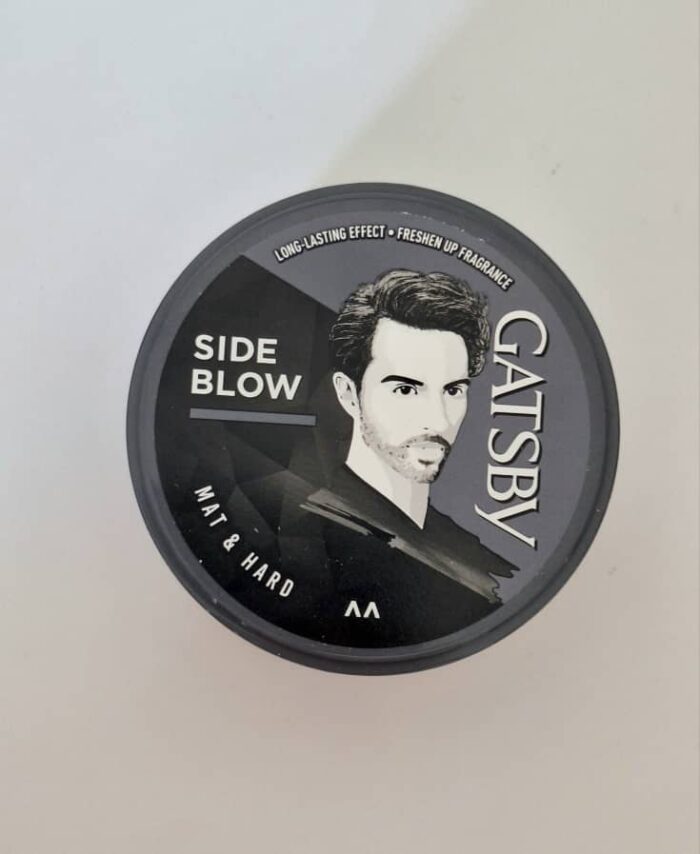 LONG-LASTING EFFECT • FRESHEN UP FRAGRANCE
SIDE
BLOW
GATSBY
MAT & HARD